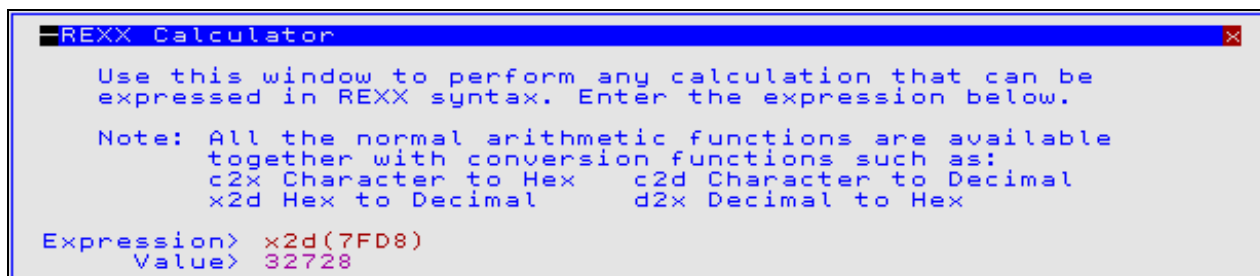 REXX Calculator x
Use this window to perform any calculation that can be
expressed in REXX syntax. Enter the expression below.
Note: All the normal arithmetic functions are available
together with conversion functions such as:
c2x Character to Hex c2d Character to Decimal
x2d Hex to Decimal d2x Decimal to Hex
Expression> x2d(7FD8)
Value> 32728